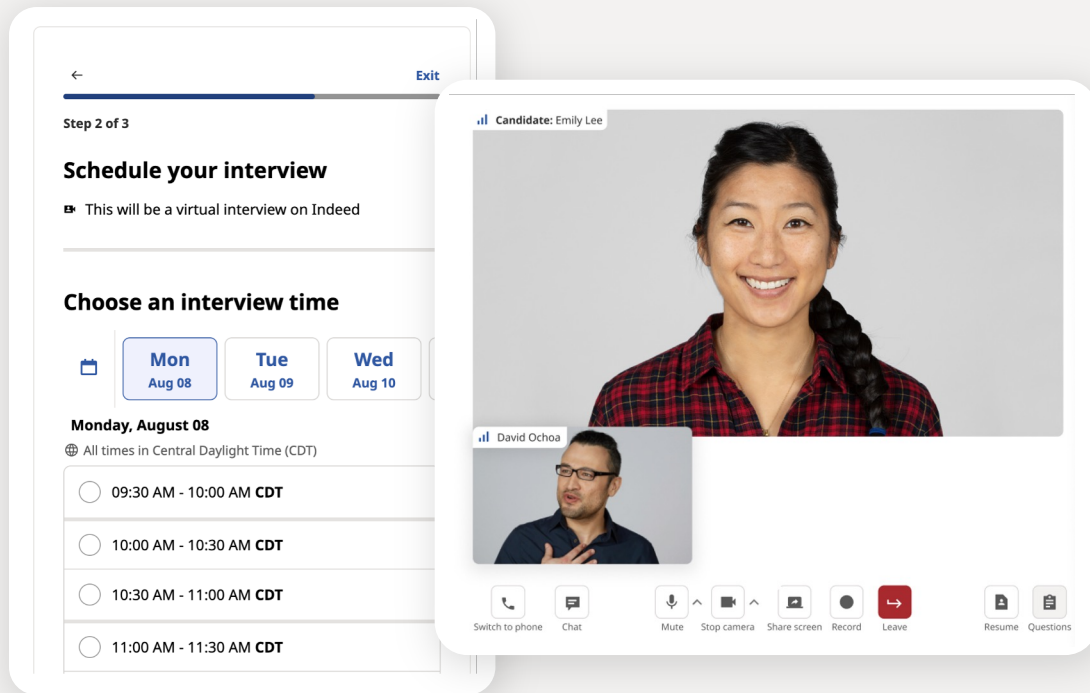 Exit
Step 2 of 3
Schedule your interview
This will be a virtual interview on Indeed
Choose an interview time
Mon
Aug 08
Tue
Aug 09
Wed
Aug 10
Monday, August 08
All times in Central Daylight Time (CDT)
09:30 AM - 10:00 AM CDT
10:00 AM - 10:30 AM CDT
10:30 AM - 11:00 AM CDT
11:00 AM - 11:30 AM CDT
Candidate: Emily Lee
David Ochoa
Switch to phone
Chat
Mute
Stop camera
Share screen
Record
Leave
Resume
Questions